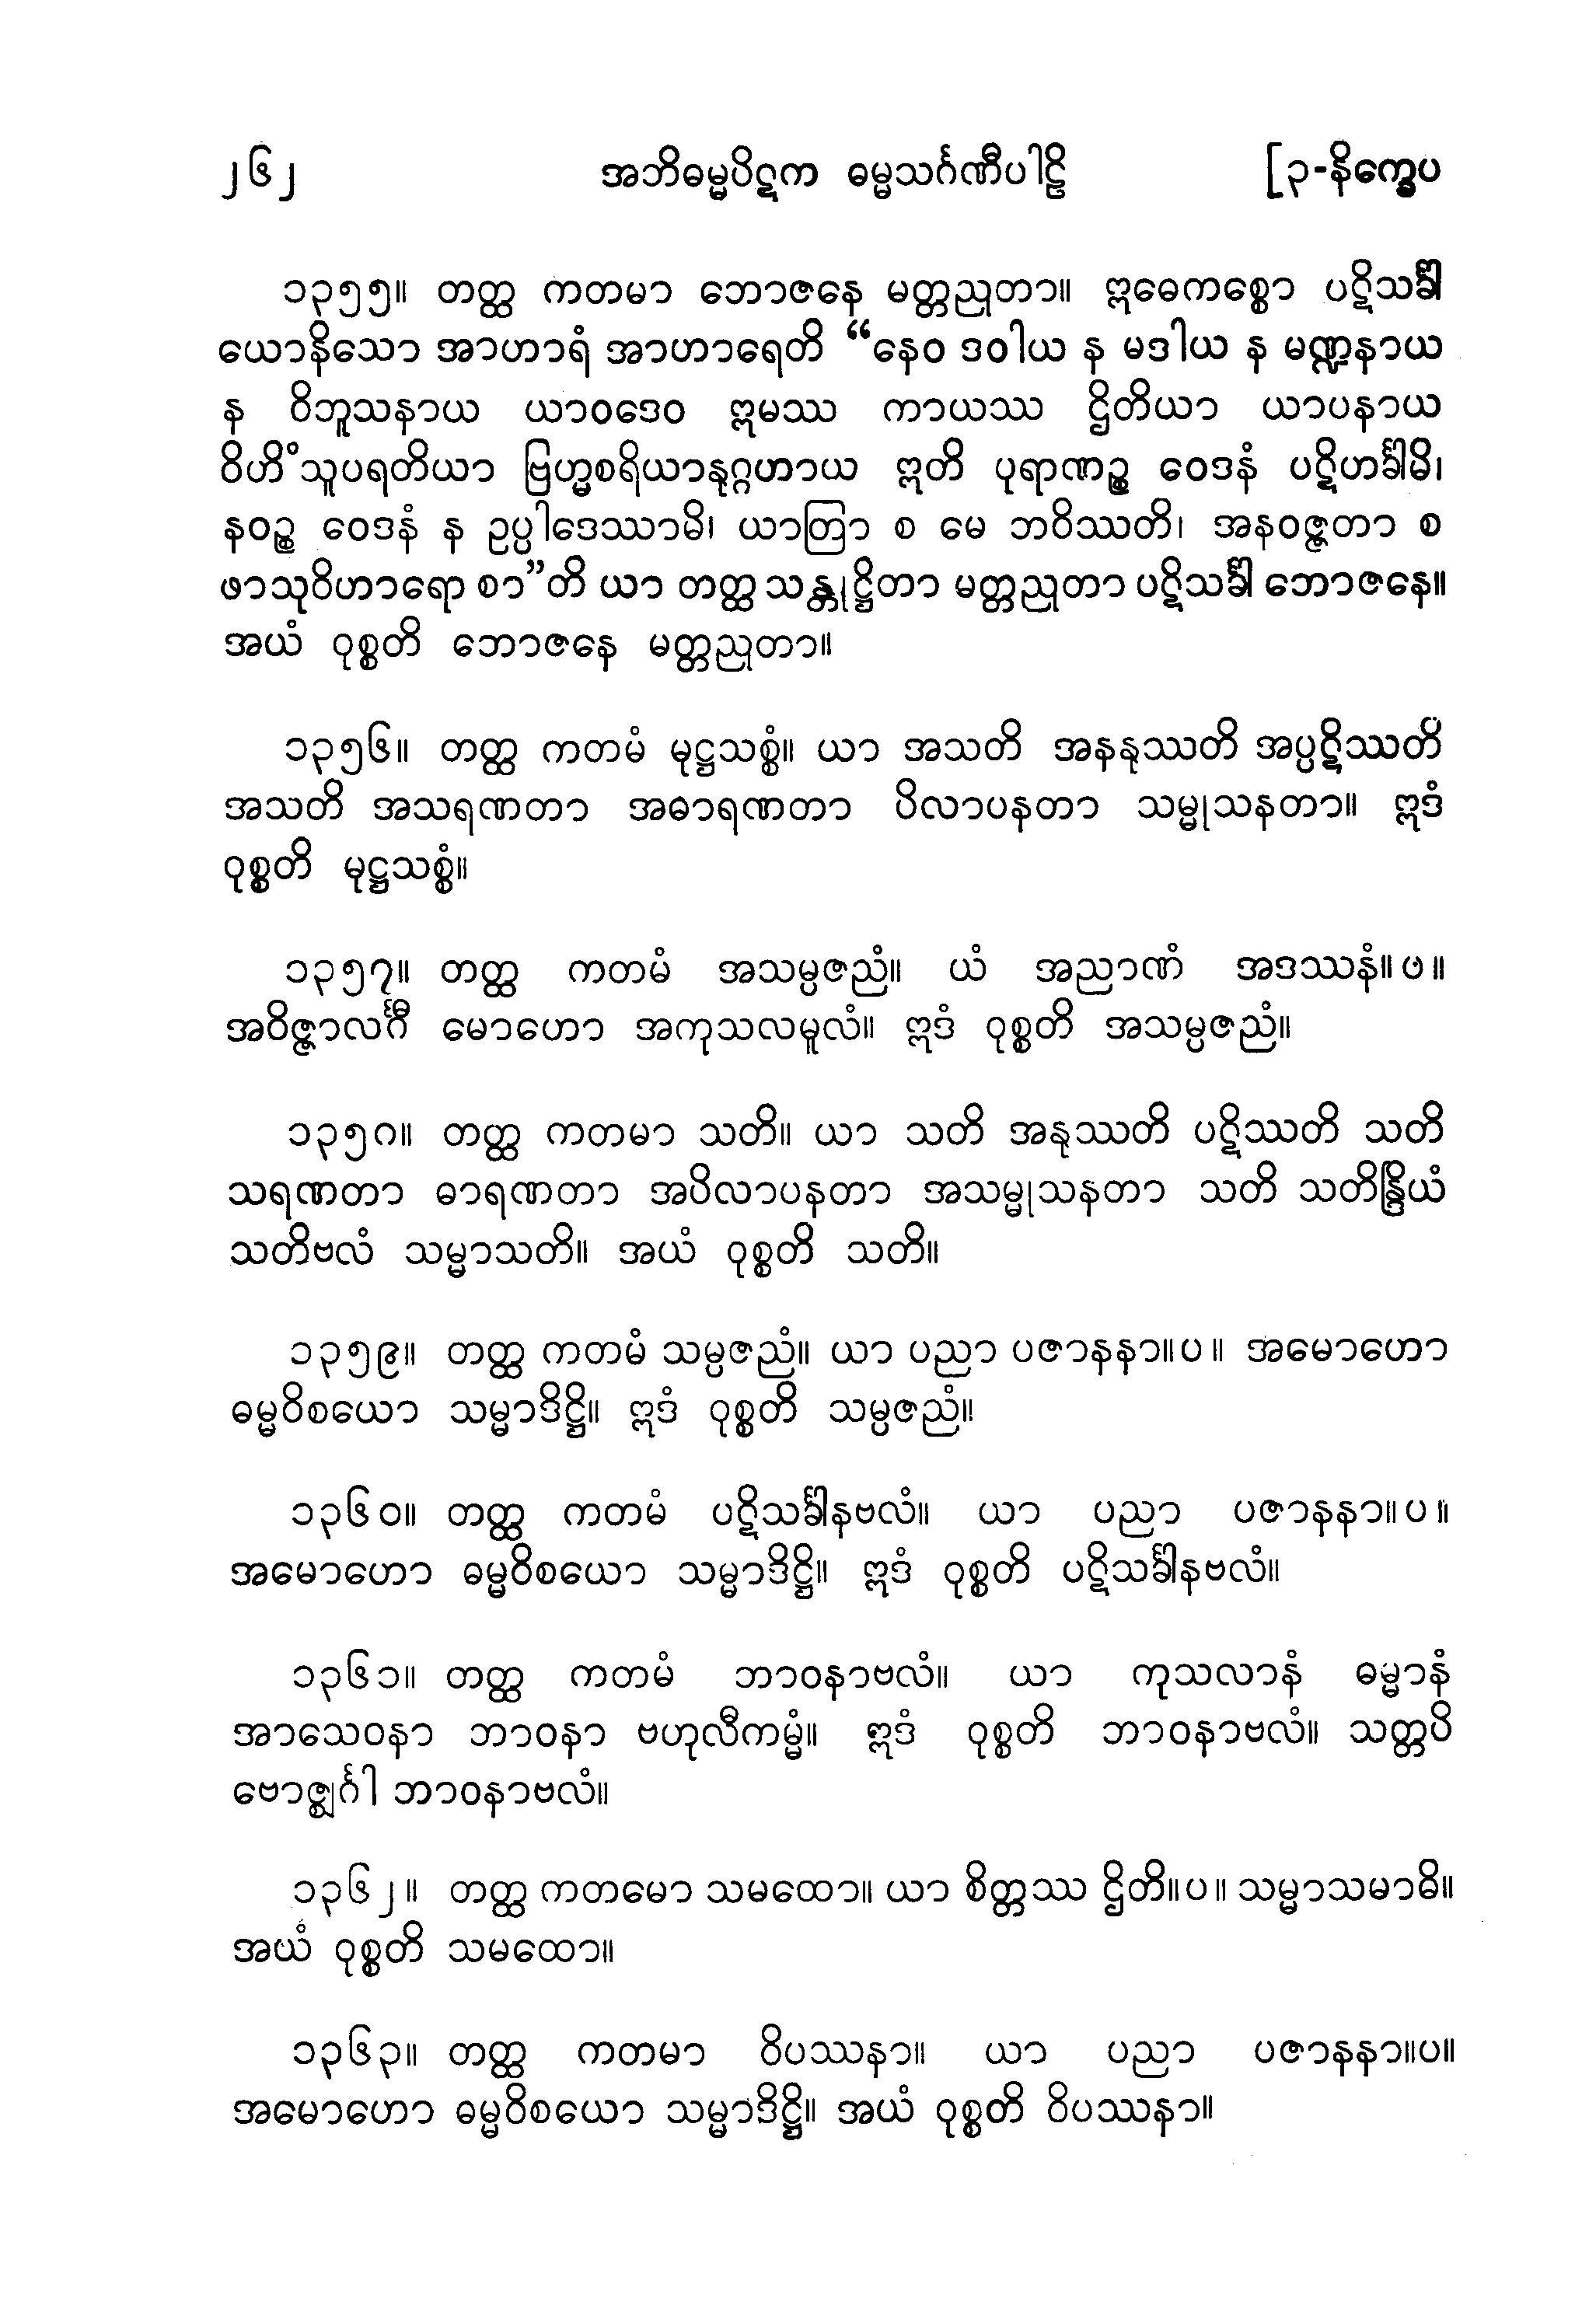 ၂၆၂ အဘိဓမ္မပိဋက ဓမ္မသင်္ဂဏီပါဠိ [၃-နိက္ခေပ
၁၃၅၅။ တတ္ထ ကတမာ ဘောဇနေ မတ္တညုတာ။ ဣဓေကစ္စော ပဋိသင်္ခါ
ယောနိသော အာဟာရံ အာဟာရေတိ “နေဝ ဒဝါယ န မဒါယ န မဏ္ဍနာယ
န ဝိဘူသနာယ ယာဝဒေဝ ဣမဿ ကာယဿ ဌိတိယာ ယာပနာယ
ဝိဟိံသူပရတိယာ ဗြဟ္မစရိယာနုဂ္ဂဟာယ ဣတိ ပုရာဏဉ္စ ဝေဒနံ ပဋိဟင်္ခါမိ၊
နဝဉ္စ ဝေဒနံ န ဥပ္ပါဒေဿာမိ၊ ယာတြာ စ မေ ဘဝိဿတိ၊ အနဝဇ္ဇတာ စ
ဖာသုဝိဟာရော စာ”တိ ယာ တတ္ထ သန္တုဋ္ဌိတာ မတ္တညုတာ ပဋိသင်္ခါ ဘောဇနေ။
အယံ ဝုစ္စတိ ဘောဇနေ မတ္တညုတာ။
၁၃၅၆။ တတ္ထ ကတမံ မုဋ္ဌသစ္စံ။ ယာ အသတိ အနနုဿတိ အပ္ပဋိဿတိ
အသတိ အသရဏတာ အဓာရဏတာ ပိလာပနတာ သမ္မုသနတာ။ ဣဒံ
ဝုစ္စတိ မုဋ္ဌသစ္စံ။
၁၃၅၇။ တတ္ထ ကတမံ အသမ္ပဇညံ။ ယံ အညာဏံ အဒဿနံ။ ပ ။
အဝိဇ္ဇာလင်္ဂီ မောဟော အကုသလမူလံ။ ဣဒံ ဝုစ္စတိ အသမ္ပဇညံ။
၁၃၅၈။ တတ္ထ ကတမာ သတိ။ ယာ သတိ အနုဿတိ ပဋိဿတိ သတိ
သရဏတာ ဓာရဏတာ အပိလာပနတာ အသမ္မုသနတာ သတိ သတိန္ဒြိယံ
သတိဗလံ သမ္မာသတိ။ အယံ ဝုစ္စတိ သတိ။
၁၃၅၉။ တတ္ထ ကတမံ သမ္ပဇညံ။ ယာ ပညာ ပဇာနနာ။ ပ ။ အမောဟော
ဓမ္မဝိစယော သမ္မာဒိဋ္ဌိ။ ဣဒံ ဝုစ္စတိ သမ္ပဇညံ။
၁၃၆၀။ တတ္ထ ကတမံ ပဋိသင်္ခါနဗလံ။ ယာ ပညာ ပဇာနနာ။ ပ ။
အမောဟော ဓမ္မဝိစယော သမ္မာဒိဋ္ဌိ။ ဣဒံ ဝုစ္စတိ ပဋိသင်္ခါနဗလံ။
၁၃၆၁။ တတ္ထ ကတမံ ဘာဝနာဗလံ။ ယာ ကုသလာနံ ဓမ္မာနံ
အာသေဝနာ ဘာဝနာ ဗဟုလီကမ္မံ။ ဣဒံ ဝုစ္စတိ ဘာဝနာဗလံ။ သတ္တပိ
ဗောဇ္ဈင်္ဂါ ဘာဝနာဗလံ။
၁၃၆၂။ တတ္ထ ကတမော သမထော။ ယာ စိတ္တဿ ဌိတိ။ ပ ။ သမ္မာသမာဓိ။
အယံ ဝုစ္စတိ သမထော။
၁၃၆၃။ တတ္ထ ကတမာ ဝိပဿနာ။ ယာ ပညာ ပဇာနနာ။ပ။
အမောဟော ဓမ္မဝိစယော သမ္မာဒိဋ္ဌိ။ အယံ ဝုစ္စတိ ဝိပဿနာ။